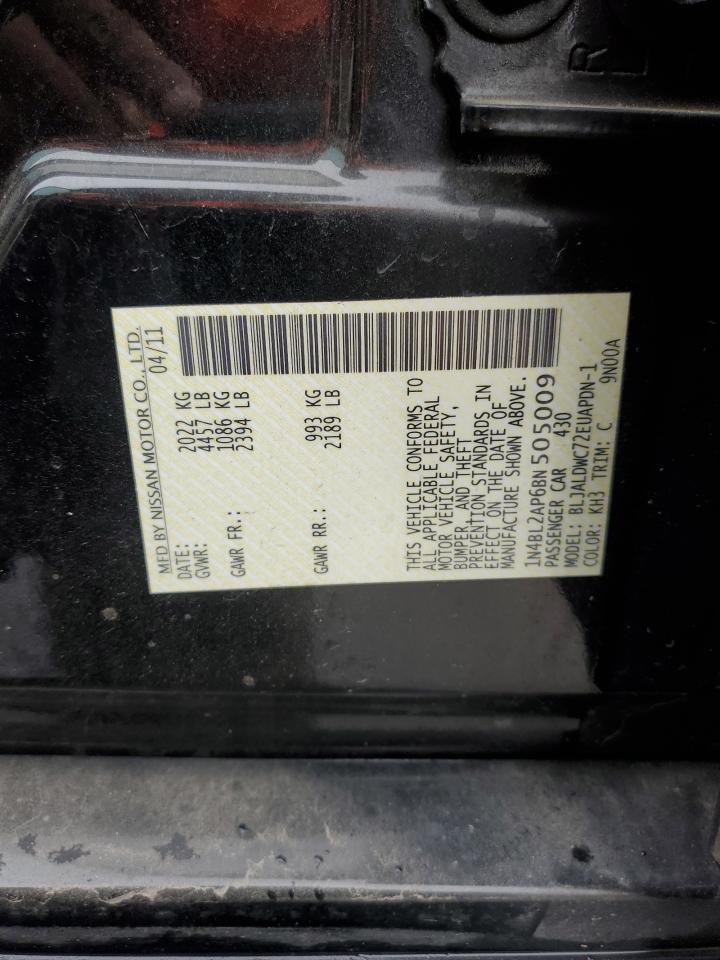 MFD BY NISSAN MOTOR CO., LTD.
DATE: 04/11
GVWR: 2022 KG
4457 LB
GAWR FR.: 1086 KG
2394 LB
GAWR RR.: 993 KG
2189 LB
THIS VEHICLE CONFORMS TO
ALL APPLICABLE FEDERAL
MOTOR VEHICLE SAFETY,
BUMPER, AND THEFT
PREVENTION STANDARDS IN
EFFECT ON THE DATE OF
MANUFACTURE SHOWN ABOVE.
1N4BL2AP6BN505009
PASSENGER CAR 430
MODEL: BLJALDWC72EUAPDN-1
COLOR: KH3 TRIM: C 9N00A
R